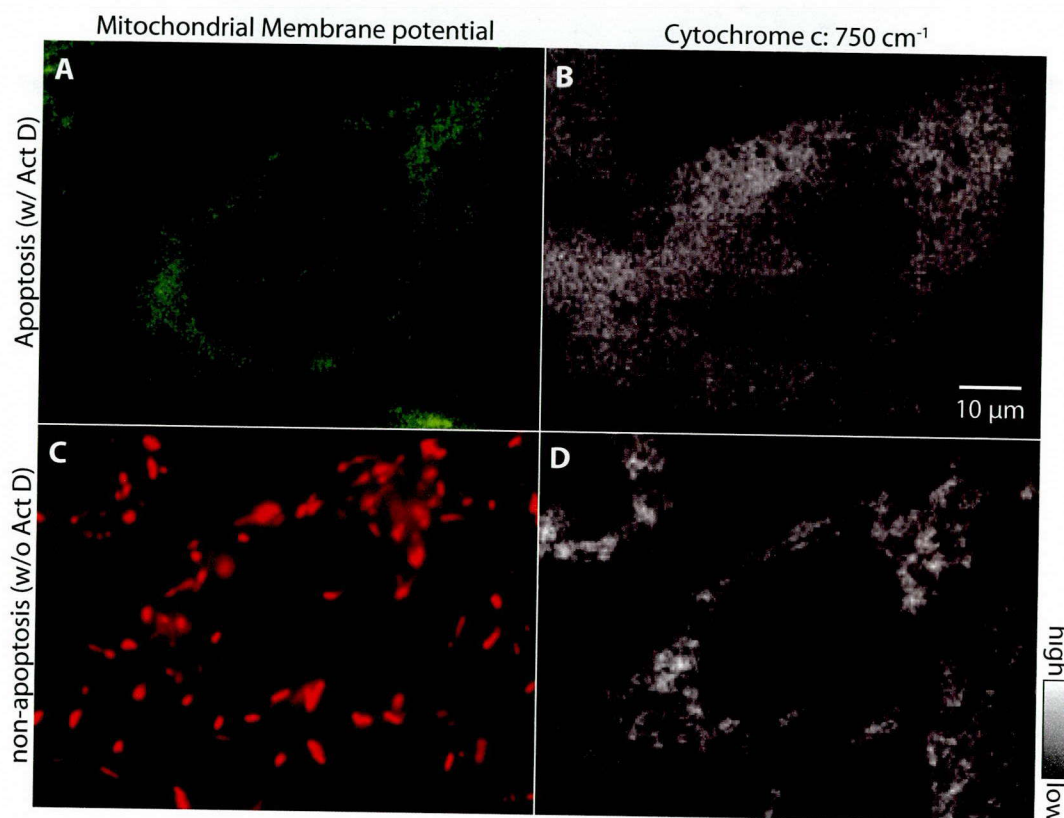 Mitochondrial Membrane potential
Cytochrome c: 750 cm⁻¹
Apoptosis (w/ Act D)
A
B
10 µm
non-apoptosis (w/o Act D)
C
D
high
low